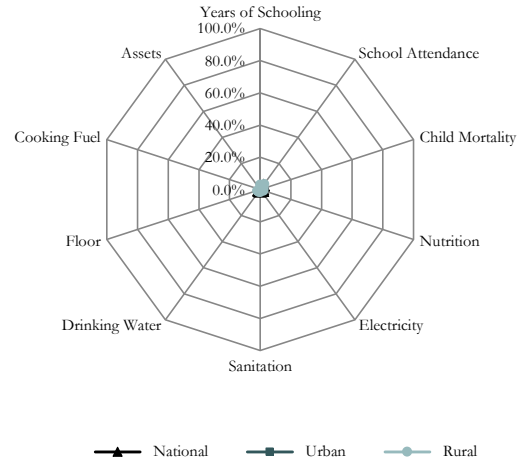 Years of Schooling
100.0%
Assets
School Attendance
80.0%
60.0%
Cooking Fuel
Child Mortality
40.0%
20.0%
0.0%
Floor
Nutrition
Drinking Water
Electricity
Sanitation
National Urban Rural